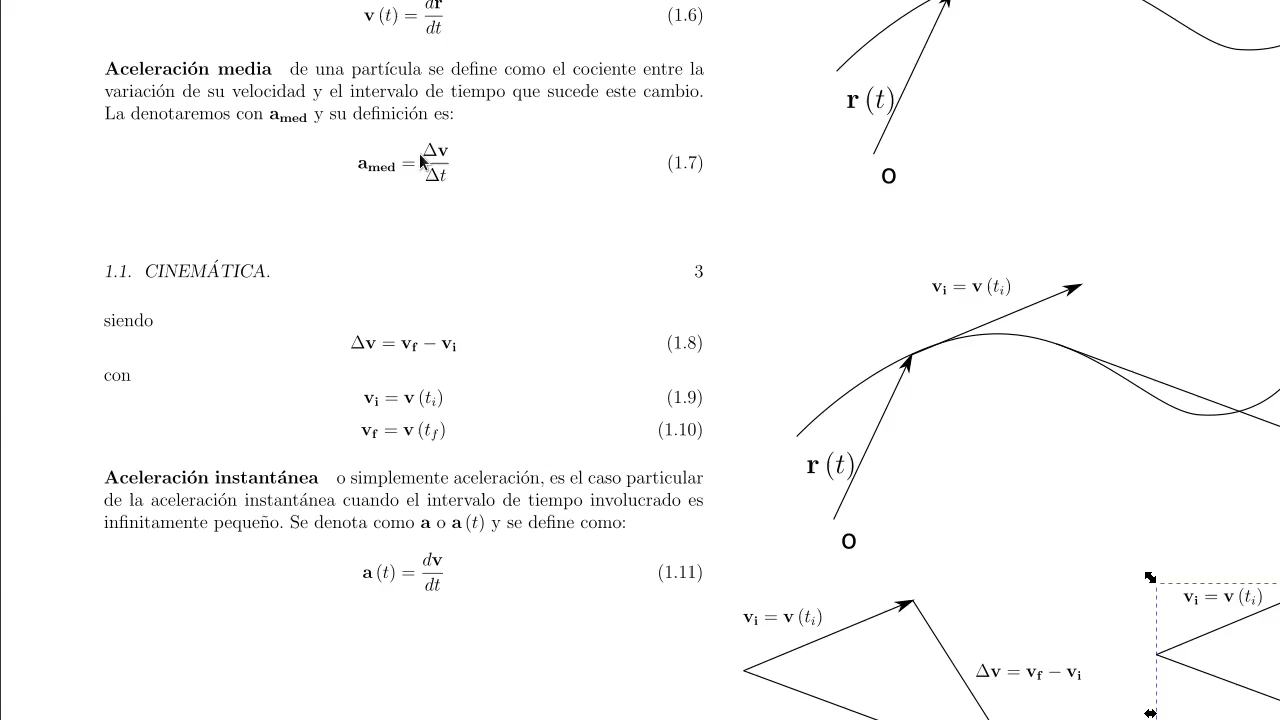 v (t) = dr/dt (1.6)
Aceleración media de una partícula se define como el cociente entre la
variación de su velocidad y el intervalo de tiempo que sucede este cambio.
La denotaremos con a_med y su definición es:
a_med = Δv/Δt (1.7)
1.1. CINEMÁTICA. 3
siendo
Δv = v_f − v_i (1.8)
con
v_i = v (t_i) (1.9)
v_f = v (t_f) (1.10)
Aceleración instantánea o simplemente aceleración, es el caso particular
de la aceleración instantánea cuando el intervalo de tiempo involucrado es
infinitamente pequeño. Se denota como a o a (t) y se define como:
a (t) = dv/dt (1.11)
r (t)
O
v_i = v (t_i)
r (t)
O
v_i = v (t_i)
Δv = v_f − v_i
v_i = v (t_i)